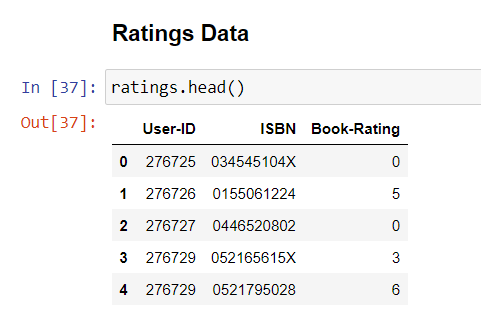 Ratings Data
In [37]: ratings.head()
Out[37]:
User-ID ISBN Book-Rating
0 276725 034545104X 0
1 276726 0155061224 5
2 276727 0446520802 0
3 276729 052165615X 3
4 276729 0521795028 6